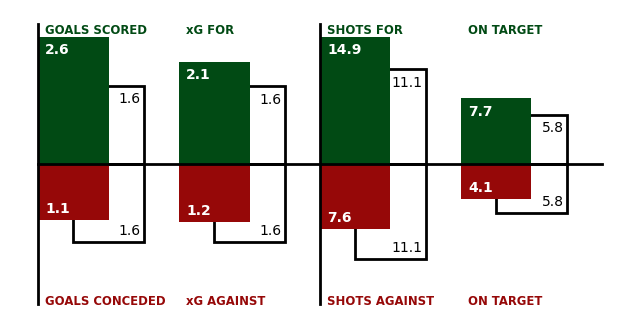 GOALS SCORED xG FOR SHOTS FOR ON TARGET
2.6 2.1 14.9 7.7
1.6 1.6 11.1 5.8
1.1 1.2 7.6 4.1
1.6 1.6 11.1 5.8
GOALS CONCEDED xG AGAINST SHOTS AGAINST ON TARGET